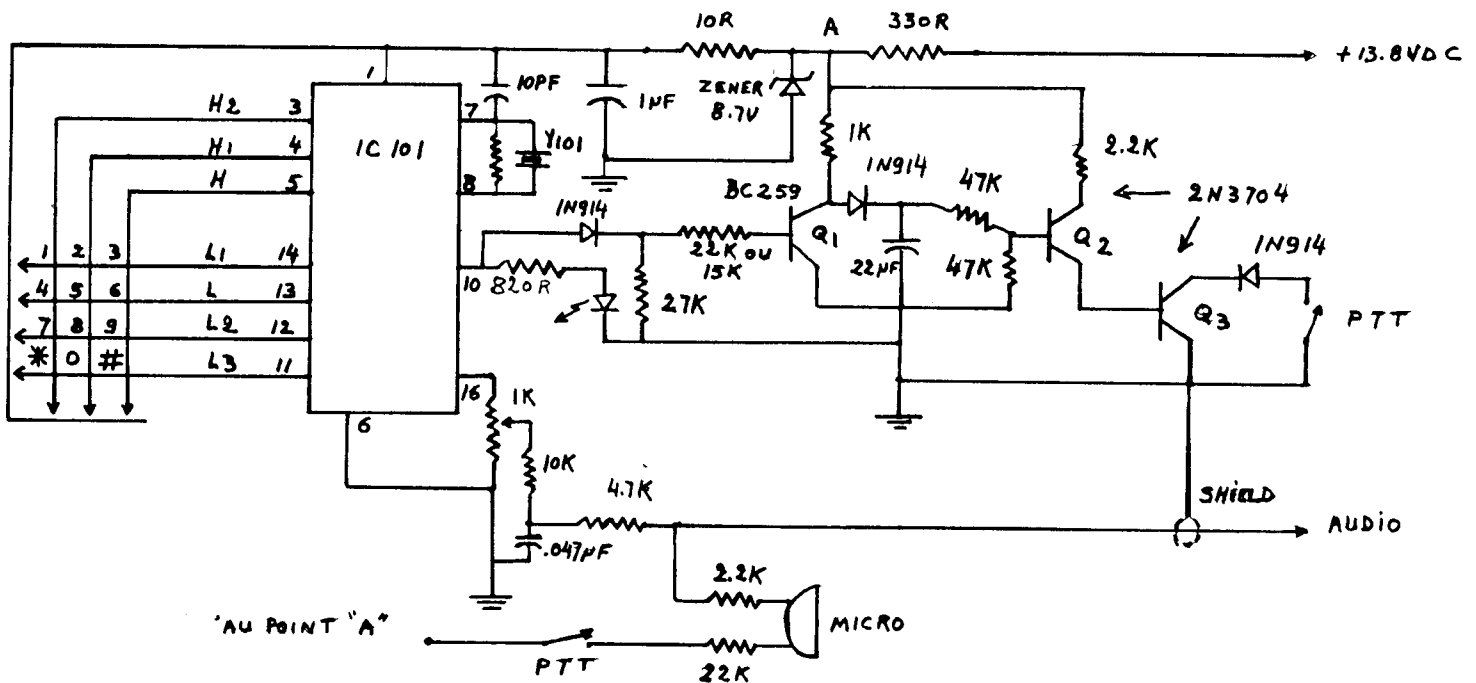 10R
A
330R
+13.8VDC
1
10PF
1µF
ZENER
8.7V
1K
2.2K
H2 3
7
IC 101
Y101
H1 4
H 5
8
1N914
BC259
1N914
47K
2N3704
Q1
Q2
1N914
22K OU
15K
22µF
47K
1 2 3 L1 14
10 820R
27K
4 5 6 L 13
Q3
PTT
7 8 9 L2 12
* 0 # L3 11
16
1K
6
10K
4.7K
SHIELD
.047µF
AUDIO
2.2K
'AU POINT "A"
MICRO
PTT
22K